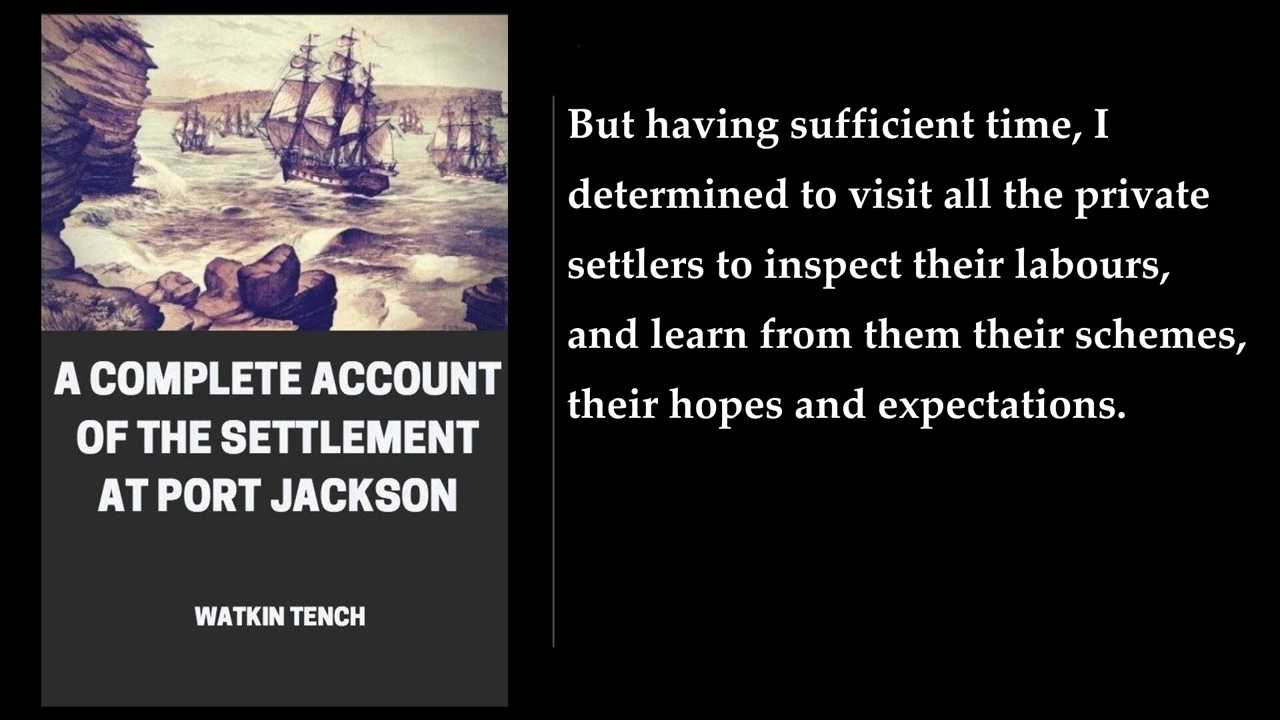 A COMPLETE ACCOUNT
OF THE SETTLEMENT
AT PORT JACKSON
WATKIN TENCH
But having sufficient time, I
determined to visit all the private
settlers to inspect their labours,
and learn from them their schemes,
their hopes and expectations.